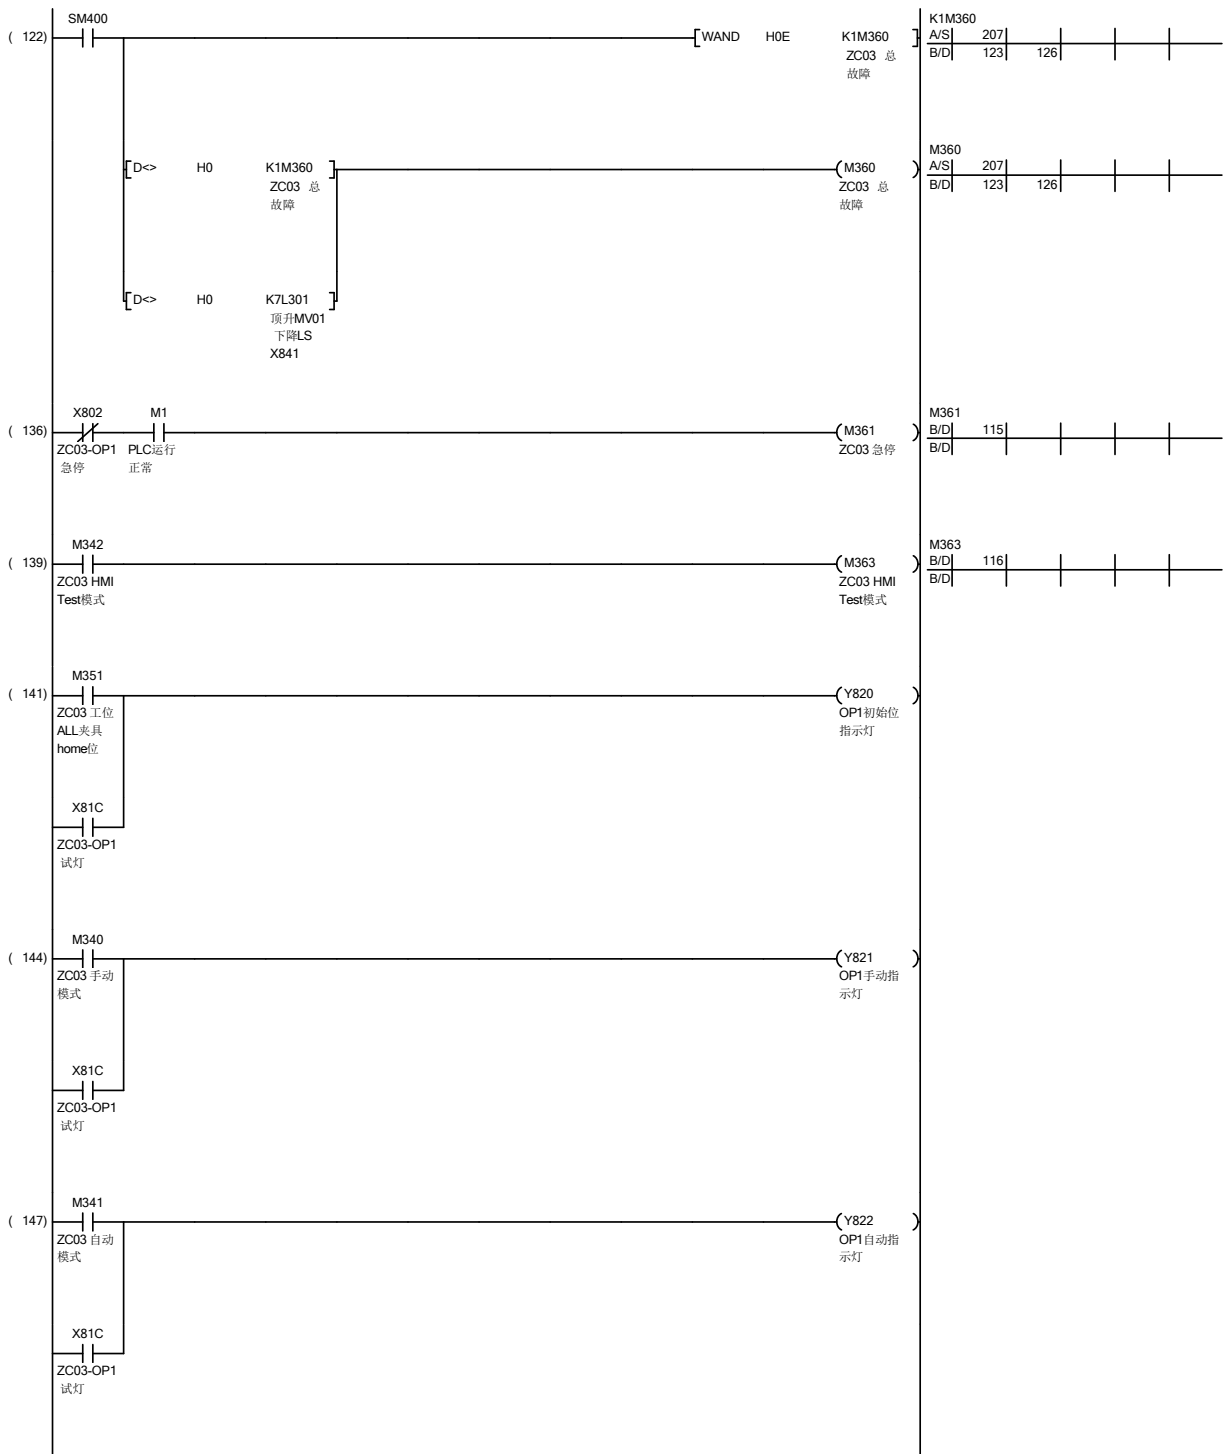 SM400
( 122)
WAND H0E K1M360
ZC03 总
故障
K1M360
A/S 207
B/D 123 126
D<> H0 K1M360
ZC03 总
故障
M360
ZC03 总
故障
M360
A/S 207
B/D 123 126
D<> H0 K7L301
顶升MV01
下降LS
X841
X802 M1
( 136)
ZC03-OP1
急停
PLC运行
正常
M361
ZC03 急停
M361
B/D 115
B/D
M342
( 139)
ZC03 HMI
Test模式
M363
ZC03 HMI
Test模式
M363
B/D 116
B/D
M351
( 141)
ZC03 工位
ALL夹具
home位
Y820
OP1初始位
指示灯
X81C
ZC03-OP1
试灯
M340
( 144)
ZC03 手动
模式
Y821
OP1手动指
示灯
X81C
ZC03-OP1
试灯
M341
( 147)
ZC03 自动
模式
Y822
OP1自动指
示灯
X81C
ZC03-OP1
试灯